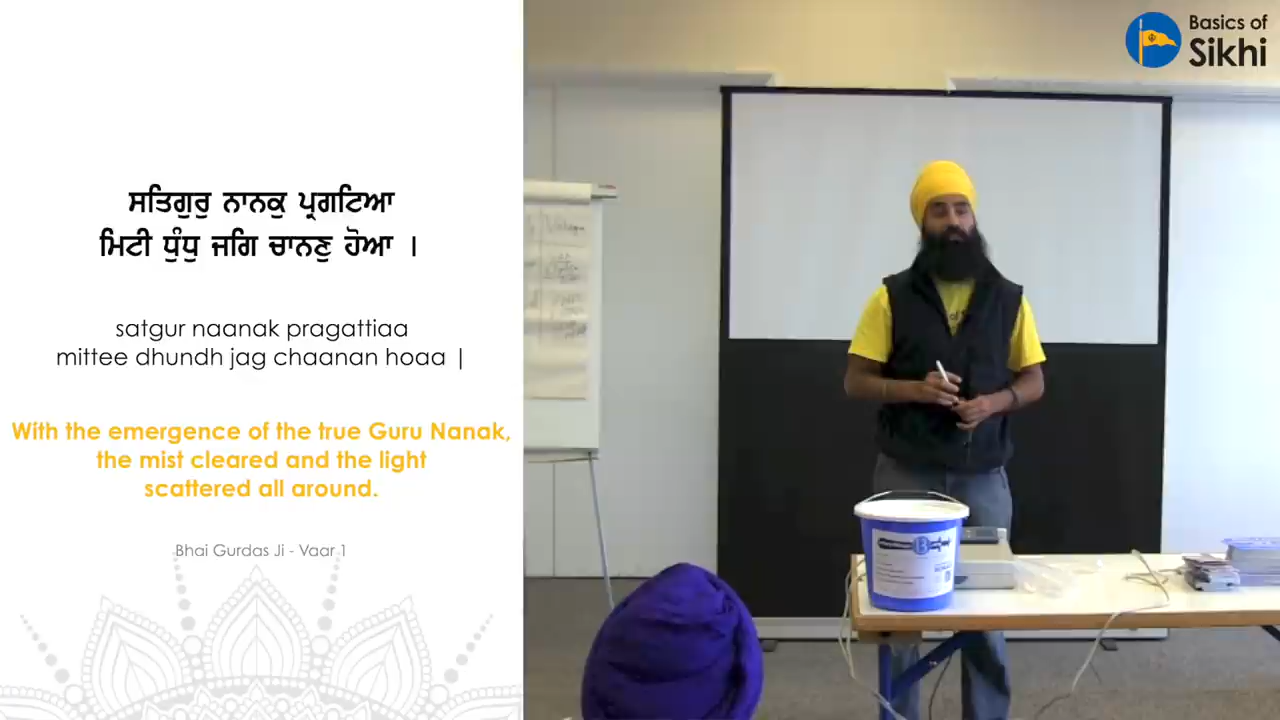 ਸਤਿਗੁਰੁ ਨਾਨਕੁ ਪ੍ਰਗਟਿਆ
ਮਿਟੀ ਧੁੰਧੁ ਜਗਿ ਚਾਨਣੁ ਹੋਆ ।
satgur naanak pragattiaa
mittee dhundh jag chaanan hoaa |
With the emergence of the true Guru Nanak,
the mist cleared and the light
scattered all around.
Bhai Gurdas Ji - Vaar 1
Basics of
Sikhi